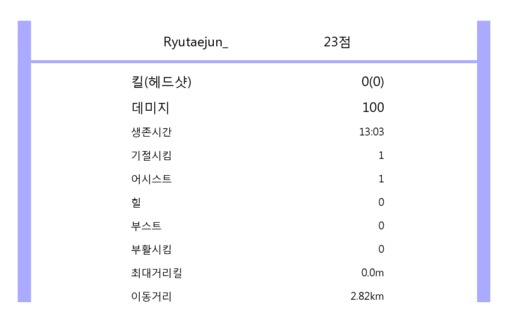 Ryutaejun_ 23점
킬(헤드샷) 0(0)
데미지 100
생존시간 13:03
기절시킴 1
어시스트 1
힐 0
부스트 0
부활시킴 0
최대거리킬 0.0m
이동거리 2.82km